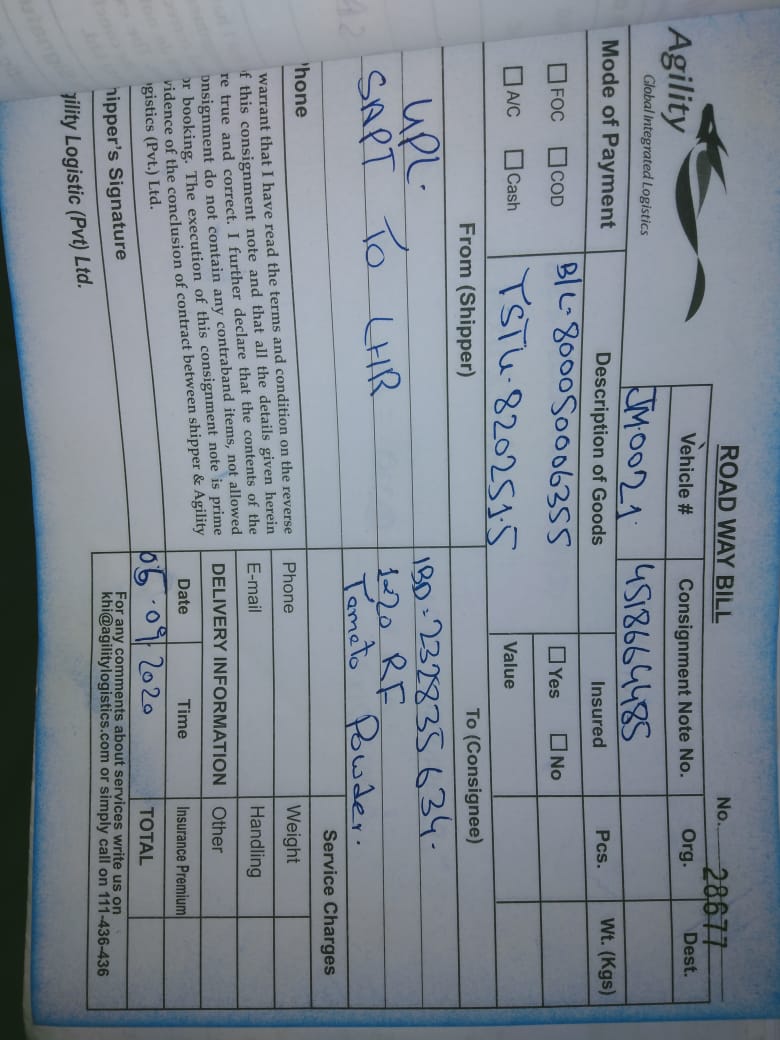 ROAD WAY BILL
No. 28677
Agility
Global Integrated Logistics
Vehicle #
Consignment Note No.
Org.
Dest.
JM.0021.
4518664485
Mode of Payment
Description of Goods
Insured
Pcs.
Wt. (Kgs)
FOC
COD
B/L-800050006355
Yes
No
A/C
Cash
TSTU-820251.5
Value
From (Shipper)
To (Consignee)
UPL.
IBD-232835634.
SAPT TO LHR
1x20 RF
Tamato Powder.
Service Charges
hone
Phone
Weight
warrant that I have read the terms and condition on the reverse
f this consignment note and that all the details given herein
re true and correct. I further declare that the contents of the
onsignment do not contain any contraband items, not allowed
or booking. The execution of this consignment note is prime
vidence of the conclusion of contract between shipper & Agility
gistics (Pvt.) Ltd.
E-mail
Handling
DELIVERY INFORMATION
Other
Date
Time
Insurance Premium
05.09.2020
TOTAL
hipper's Signature
For any comments about services write us on
khi@agilitylogistics.com or simply call on 111-436-436
gility Logistic (Pvt) Ltd.